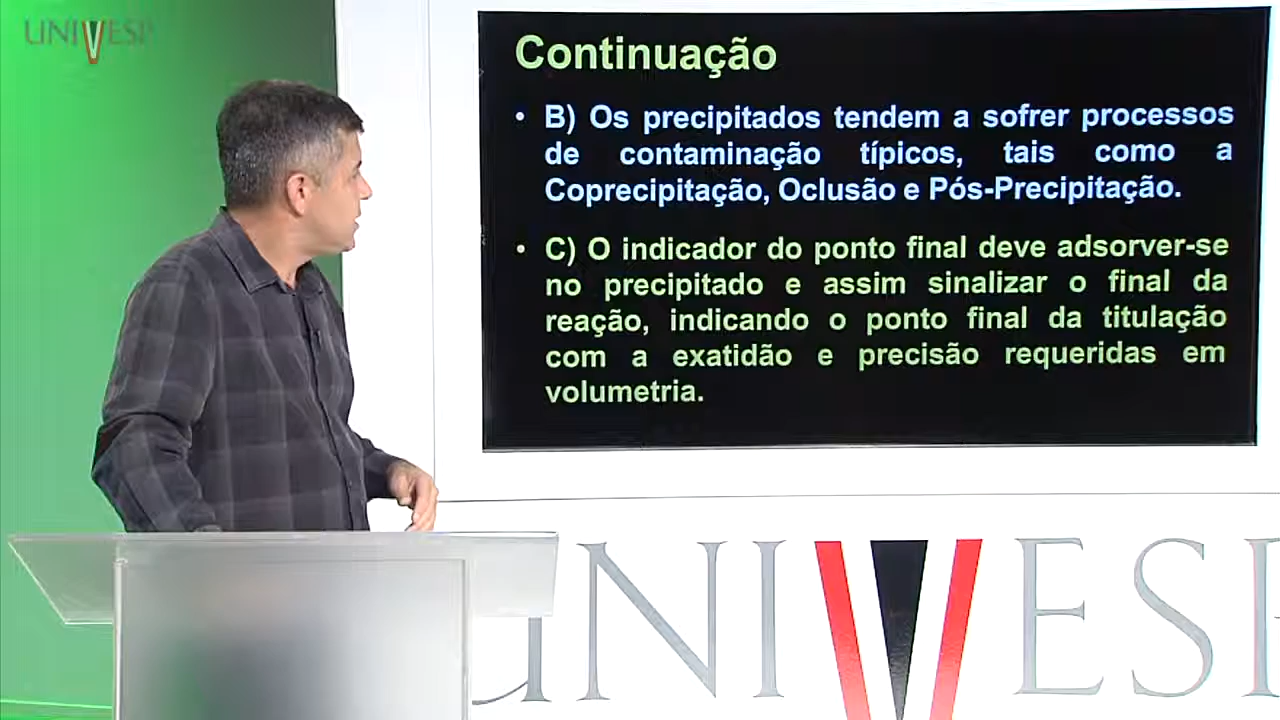 UNIVESP
Continuação
• B) Os precipitados tendem a sofrer processos
de contaminação típicos, tais como a
Coprecipitação, Oclusão e Pós-Precipitação.
• C) O indicador do ponto final deve adsorver-se
no precipitado e assim sinalizar o final da
reação, indicando o ponto final da titulação
com a exatidão e precisão requeridas em
volumetria.
UNIVESP